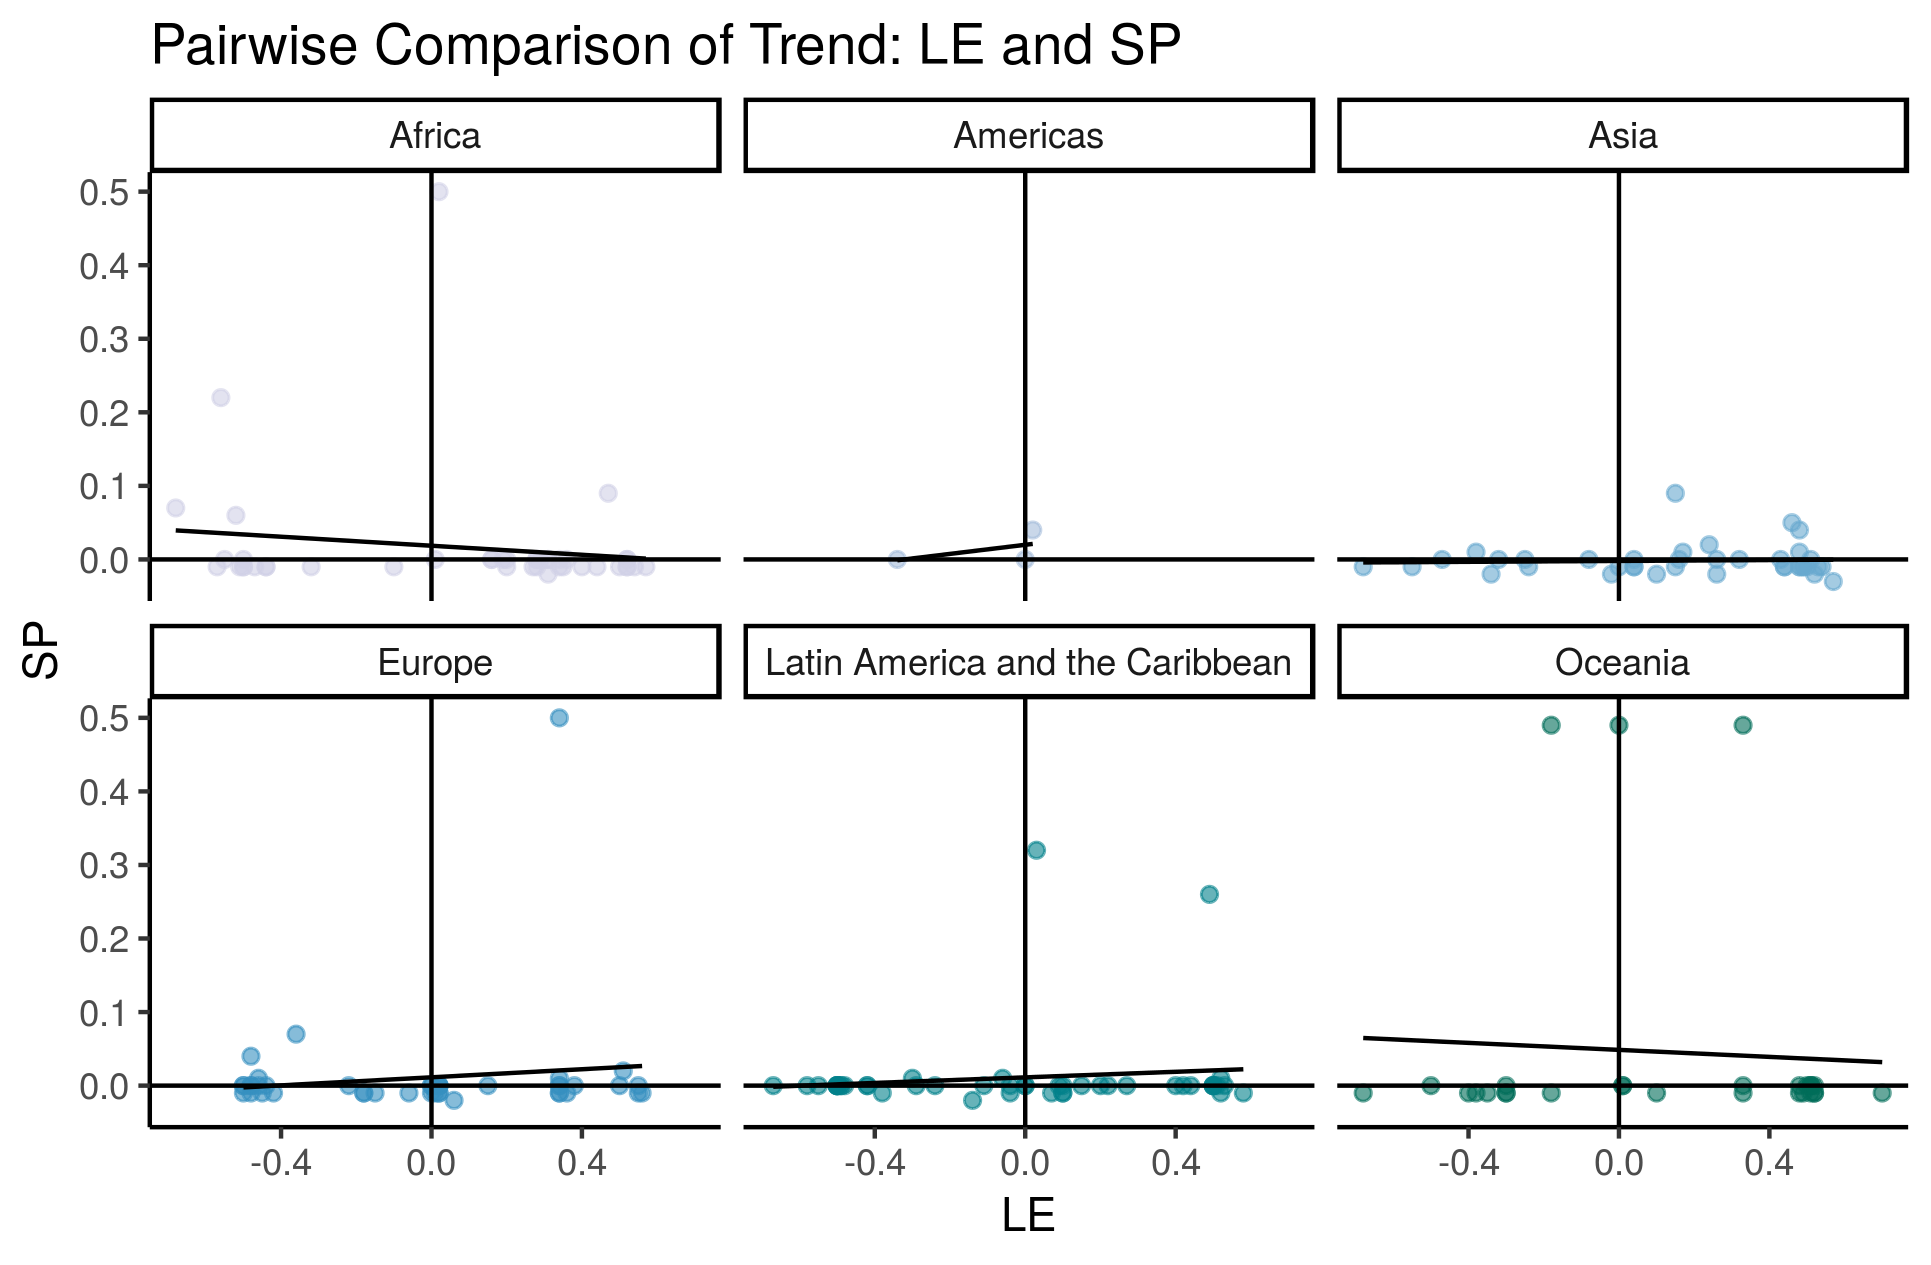 Pairwise Comparison of Trend: LE and SP
Africa
Americas
Asia
0.5
0.4
0.3
0.2
0.1
0.0
SP
Europe
Latin America and the Caribbean
Oceania
0.5
0.4
0.3
0.2
0.1
0.0
-0.4 0.0 0.4
-0.4 0.0 0.4
-0.4 0.0 0.4
LE